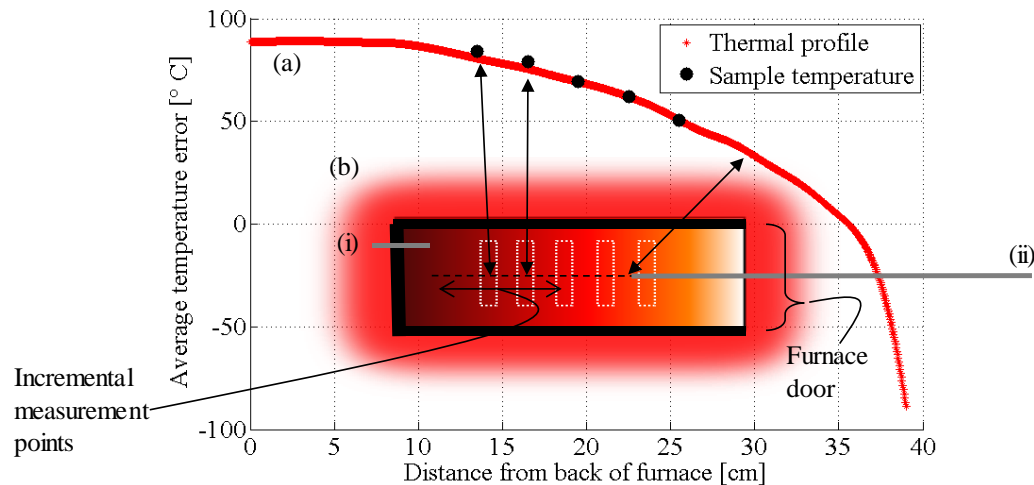 100
50
0
-50
-100
Average temperature error [° C]
(a)
Thermal profile
Sample temperature
(b)
(i)
(ii)
Furnace
door
Incremental
measurement
points
0
5
10
15
20
25
30
35
40
Distance from back of furnace [cm]